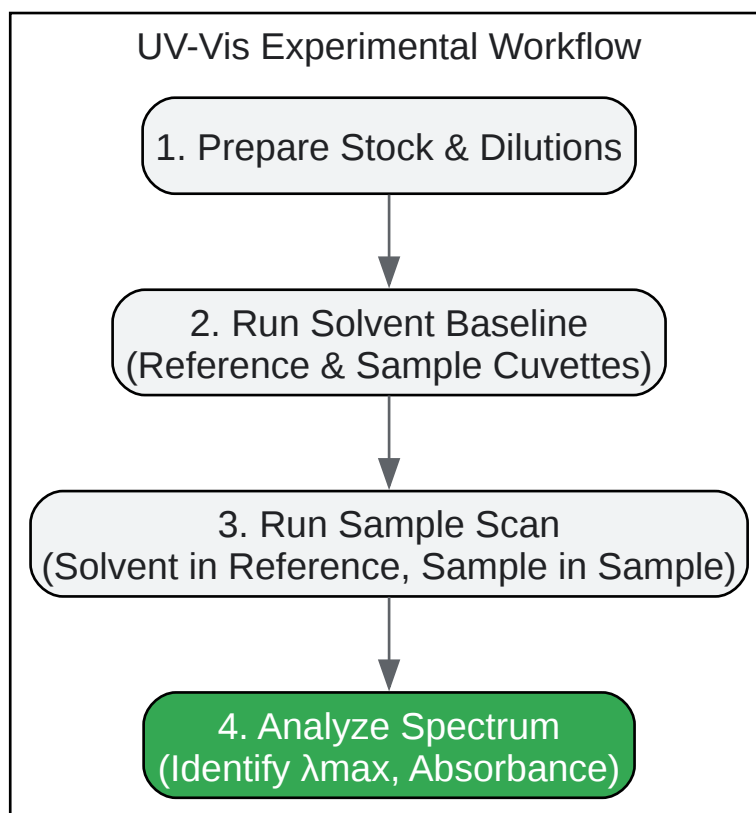 UV-Vis Experimental Workflow
1. Prepare Stock & Dilutions
2. Run Solvent Baseline
(Reference & Sample Cuvettes)
3. Run Sample Scan
(Solvent in Reference, Sample in Sample)
4. Analyze Spectrum
(Identify λmax, Absorbance)